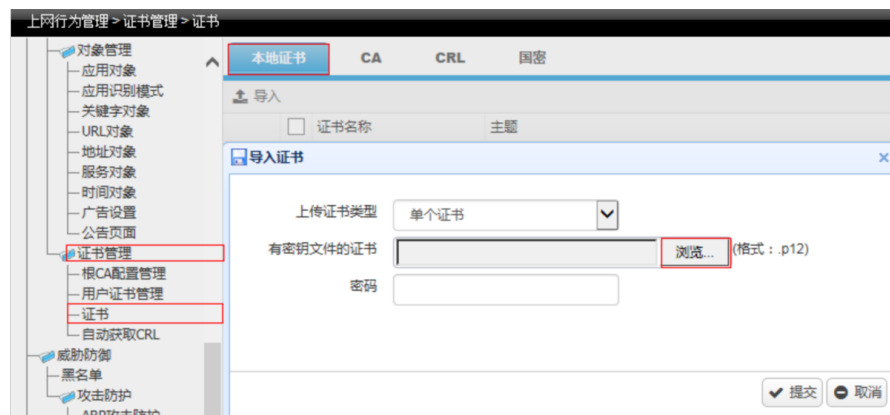 上网行为管理 > 证书管理 > 证书
对象管理
应用对象
应用识别模式
关键字对象
URL对象
地址对象
服务对象
时间对象
广告设置
公告页面
证书管理
根CA配置管理
用户证书管理
证书
自动获取CRL
威胁防御
黑名单
攻击防护
ARP攻击防护
本地证书 CA CRL 国密
导入
证书名称 主题
导入证书
上传证书类型 单个证书
有密钥文件的证书 浏览... (格式：.p12)
密码
提交 取消